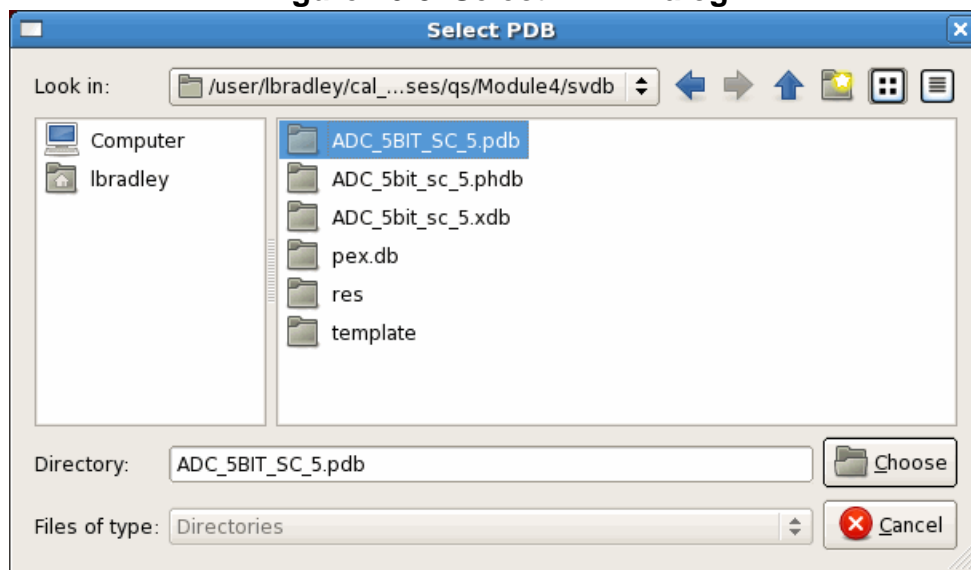 Select PDB
Look in: /user/lbradley/cal_...ses/qs/Module4/svdb
Computer
lbradley
ADC_5BIT_SC_5.pdb
ADC_5bit_sc_5.phdb
ADC_5bit_sc_5.xdb
pex.db
res
template
Directory: ADC_5BIT_SC_5.pdb
Choose
Files of type: Directories
Cancel